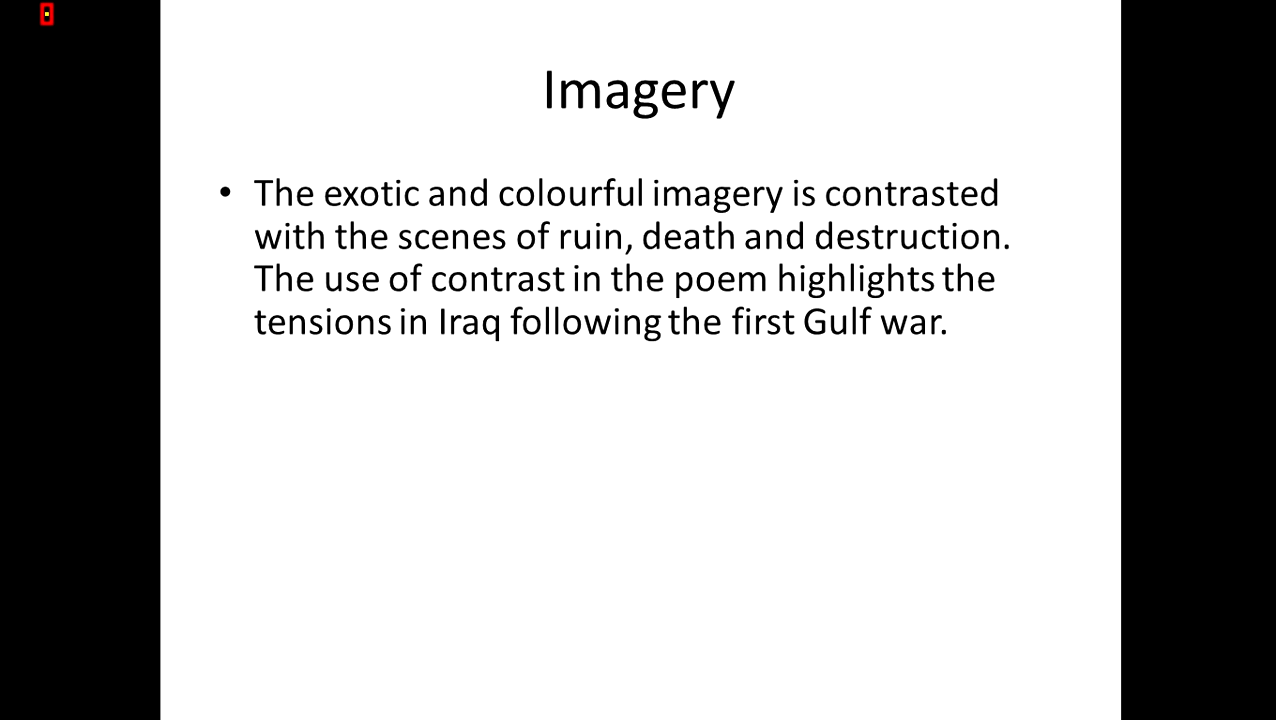 Imagery
• The exotic and colourful imagery is contrasted
with the scenes of ruin, death and destruction.
The use of contrast in the poem highlights the
tensions in Iraq following the first Gulf war.